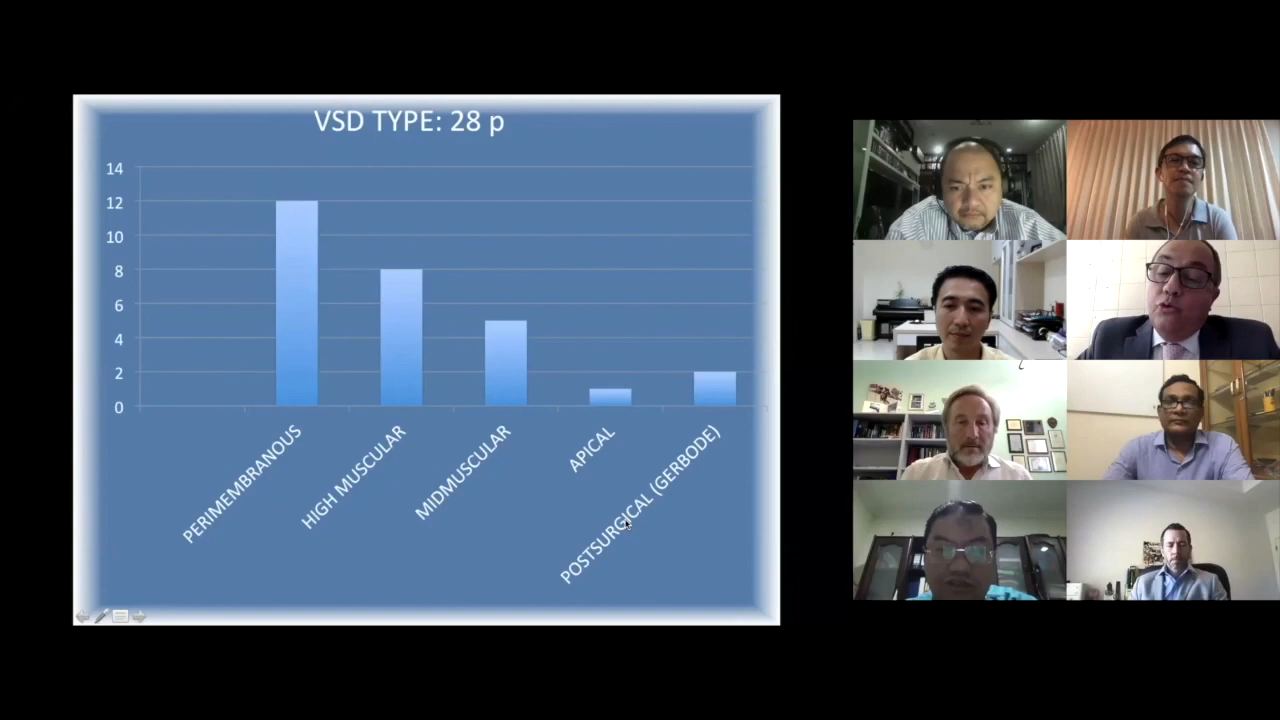 VSD TYPE: 28 p
14
12
10
8
6
4
2
0
PERIMEMBRANOUS
HIGH MUSCULAR
MIDMUSCULAR
APICAL
POSTSURGICAL (GERBODE)